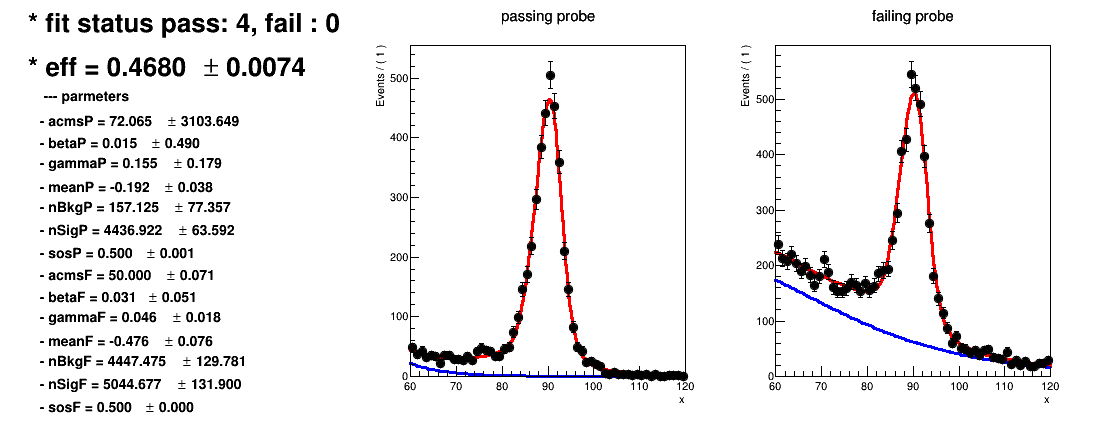 * fit status pass: 4, fail : 0
* eff = 0.4680 ± 0.0074
--- parmeters
- acmsP = 72.065 ± 3103.649
- betaP = 0.015 ± 0.490
- gammaP = 0.155 ± 0.179
- meanP = -0.192 ± 0.038
- nBkgP = 157.125 ± 77.357
- nSigP = 4436.922 ± 63.592
- sosP = 0.500 ± 0.001
- acmsF = 50.000 ± 0.071
- betaF = 0.031 ± 0.051
- gammaF = 0.046 ± 0.018
- meanF = -0.476 ± 0.076
- nBkgF = 4447.475 ± 129.781
- nSigF = 5044.677 ± 131.900
- sosF = 0.500 ± 0.000
passing probe
Events / ( 1 )
500
400
300
200
100
0
60 70 80 90 100 110 120
x
failing probe
Events / ( 1 )
500
400
300
200
100
0
60 70 80 90 100 110 120
x